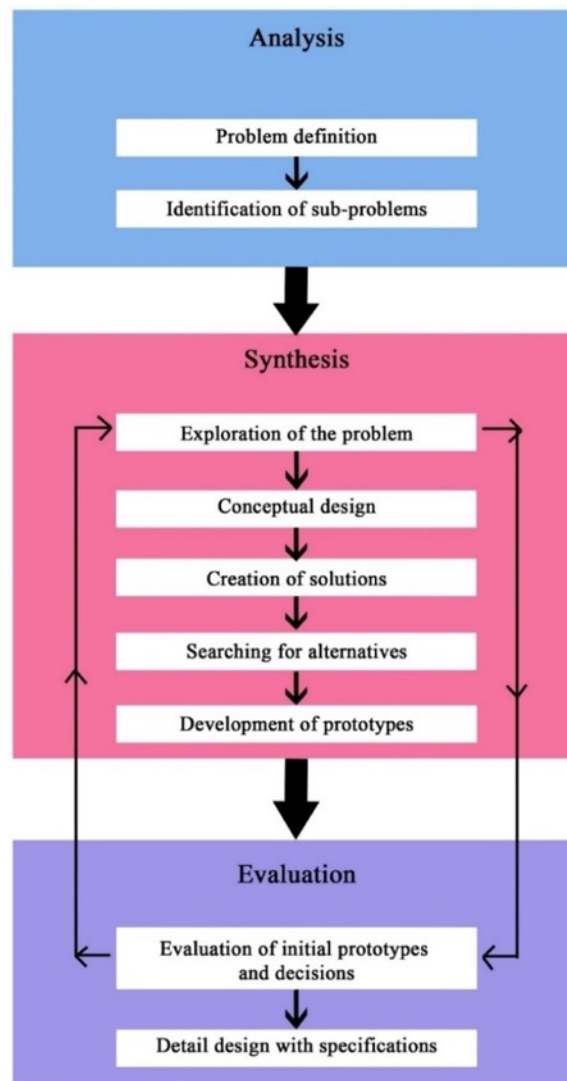 Analysis
Problem definition
Identification of sub-problems
Synthesis
Exploration of the problem
Conceptual design
Creation of solutions
Searching for alternatives
Development of prototypes
Evaluation
Evaluation of initial prototypes
and decisions
Detail design with specifications